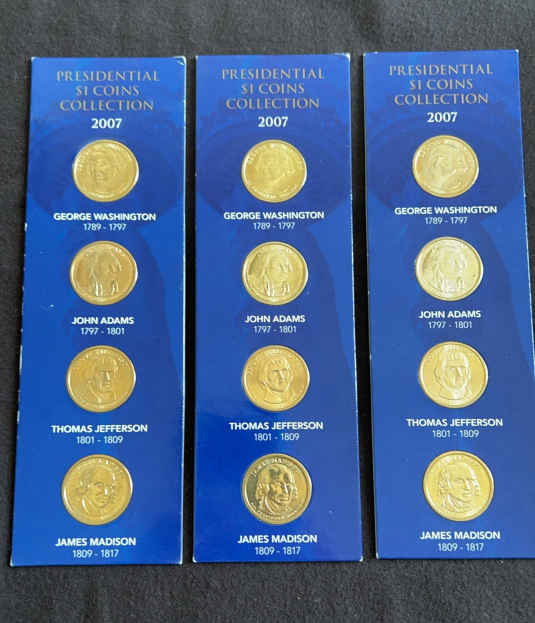 PRESIDENTIAL
$1 COINS
COLLECTION
2007
GEORGE WASHINGTON
1789 - 1797
JOHN ADAMS
1797 - 1801
THOMAS JEFFERSON
1801 - 1809
JAMES MADISON
1809 - 1817
PRESIDENTIAL
$1 COINS
COLLECTION
2007
GEORGE WASHINGTON
1789 - 1797
JOHN ADAMS
1797 - 1801
THOMAS JEFFERSON
1801 - 1809
JAMES MADISON
1809 - 1817
PRESIDENTIAL
$1 COINS
COLLECTION
2007
GEORGE WASHINGTON
1789 - 1797
JOHN ADAMS
1797 - 1801
THOMAS JEFFERSON
1801 - 1809
JAMES MADISON
1809 - 1817